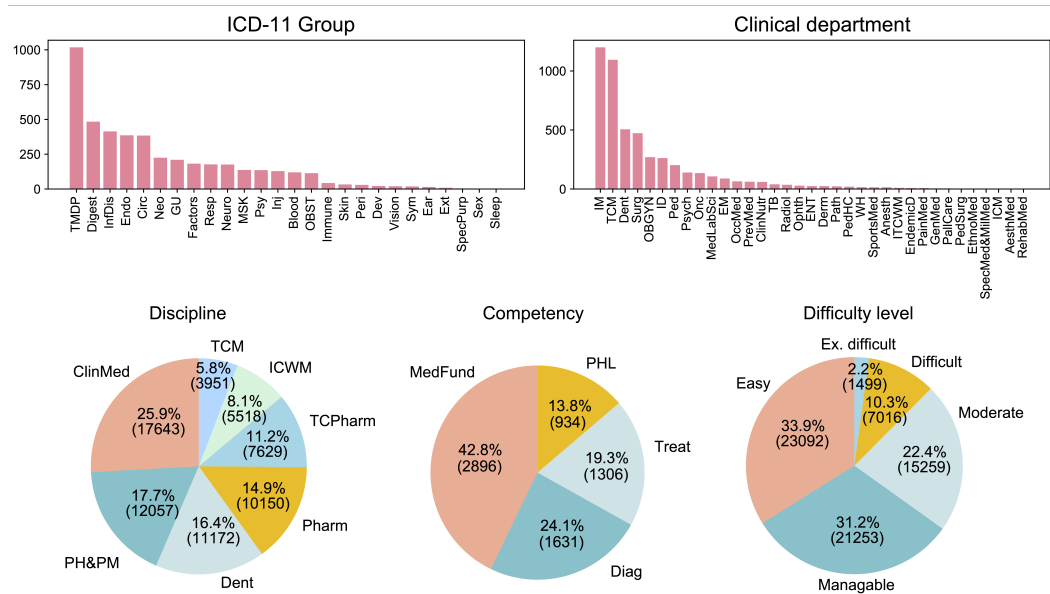 ICD-11 Group
1000
750
500
250
0
TMDP
Digest
InfDis
Endo
Circ
Neo
GU
Factors
Resp
Neuro
MSK
Psy
Inj
Blood
OBST
Immune
Skin
Peri
Dev
Vision
Sym
Ear
Ext
SpecPurp
Sex
Sleep
Clinical department
1000
500
0
IM
TCM
Dent
Surg
OBGYN
ID
Ped
Psych
Onc
MedLabSci
EM
OccMed
PrevMed
ClinNutr
TB
Radiol
Ophth
ENT
Derm
Path
PedHC
WH
SportsMed
Anesth
ITCWM
EndemicD
PainMed
GenMed
PallCare
PedSurg
EthnoMed
SpecMed&MilMed
ICM
AesthMed
RehabMed
Discipline
TCM
5.8%
(3951)
ICWM
8.1%
(5518)
TCPharm
11.2%
(7629)
Pharm
14.9%
(10150)
Dent
16.4%
(11172)
PH&PM
17.7%
(12057)
ClinMed
25.9%
(17643)
Competency
PHL
13.8%
(934)
Treat
19.3%
(1306)
Diag
24.1%
(1631)
MedFund
42.8%
(2896)
Difficulty level
Ex. difficult
2.2%
(1499)
Difficult
10.3%
(7016)
Moderate
22.4%
(15259)
Managable
31.2%
(21253)
Easy
33.9%
(23092)